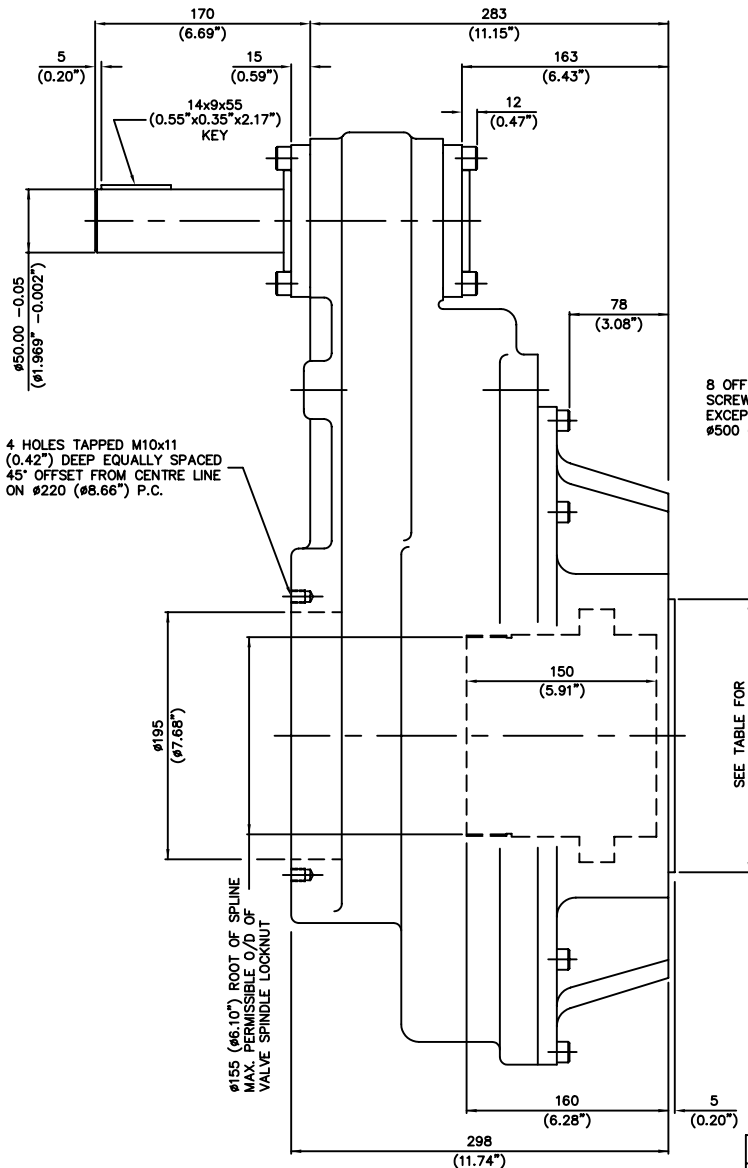 170
(6.69")
283
(11.15")
5
(0.20")
15
(0.59")
163
(6.43")
12
(0.47")
14x9x55
(0.55"x0.35"x2.17")
KEY
ø50.00 -0.05
(ø1.969" -0.002")
78
(3.08")
8 OFF
SCREW
EXCEP
ø500
4 HOLES TAPPED M10x11
(0.42") DEEP EQUALLY SPACED
45° OFFSET FROM CENTRE LINE
ON ø220 (ø8.66") P.C.
150
(5.91")
ø195
(ø7.68")
SEE TABLE FOR
ø155 (ø6.10") ROOT OF SPLINE
MAX. PERMISSIBLE O/D OF
VALVE SPINDLE LOCKNUT
160
(6.28")
5
(0.20")
298
(11.74")